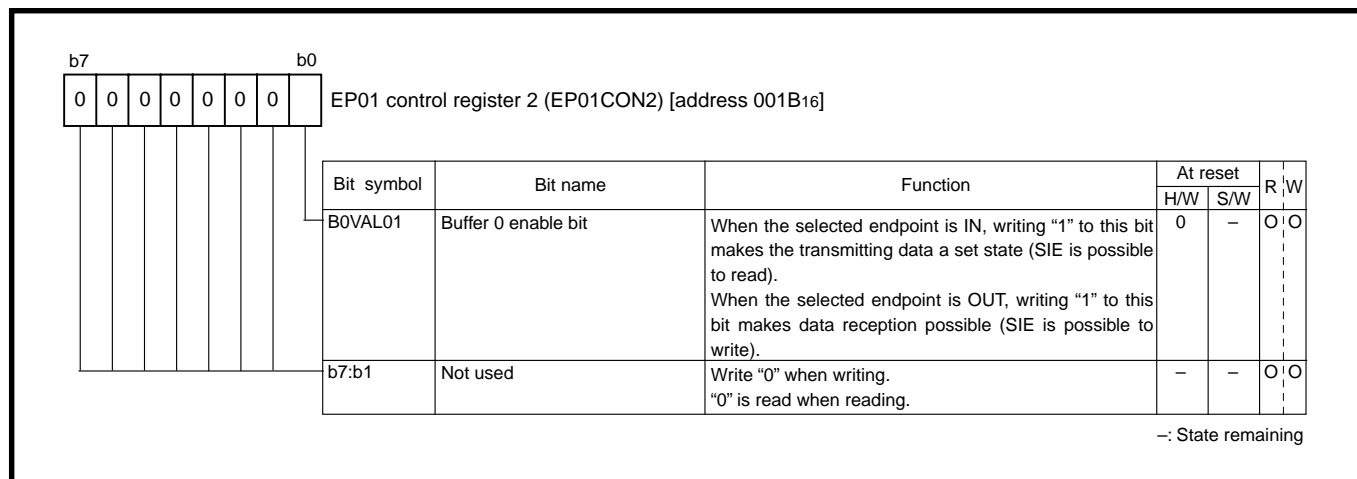 b7 b0
0 0 0 0 0 0 0
EP01 control register 2 (EP01CON2) [address 001B16]
Bit symbol Bit name Function At reset R W
H/W S/W
B0VAL01 Buffer 0 enable bit When the selected endpoint is IN, writing “1” to this bit 0 – O O
makes the transmitting data a set state (SIE is possible
to read).
When the selected endpoint is OUT, writing “1” to this
bit makes data reception possible (SIE is possible to
write).
b7:b1 Not used Write “0” when writing. – – O O
“0” is read when reading.
–: State remaining